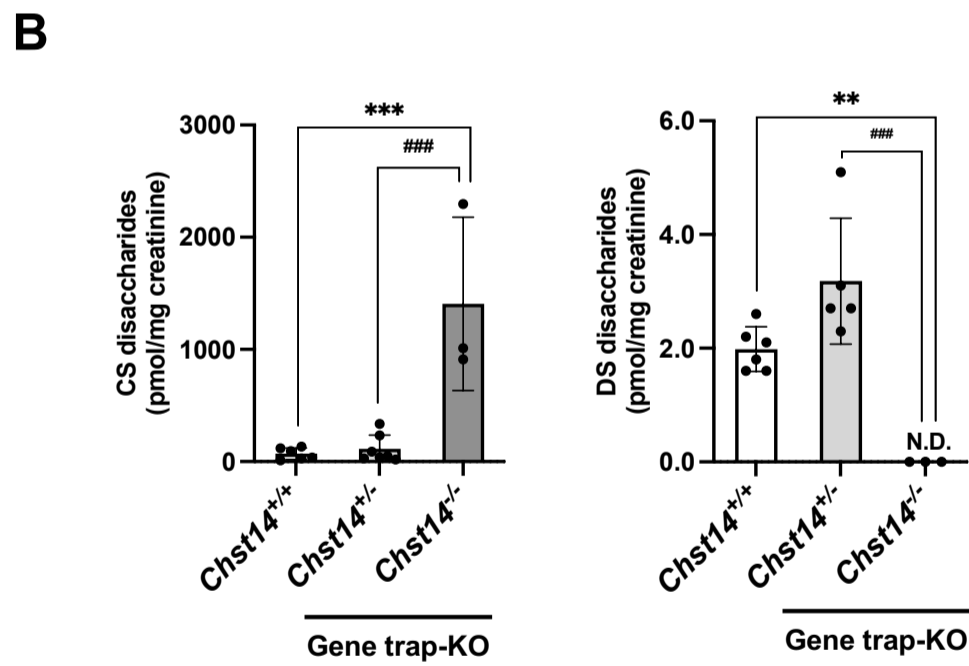 B
CS disaccharides
(pmol/mg creatinine)
3000
2000
1000
0
***
###
Chst14+/+
Chst14+/-
Chst14-/-
Gene trap-KO
DS disaccharides
(pmol/mg creatinine)
6.0
4.0
2.0
0.0
**
###
N.D.
Chst14+/+
Chst14+/-
Chst14-/-
Gene trap-KO